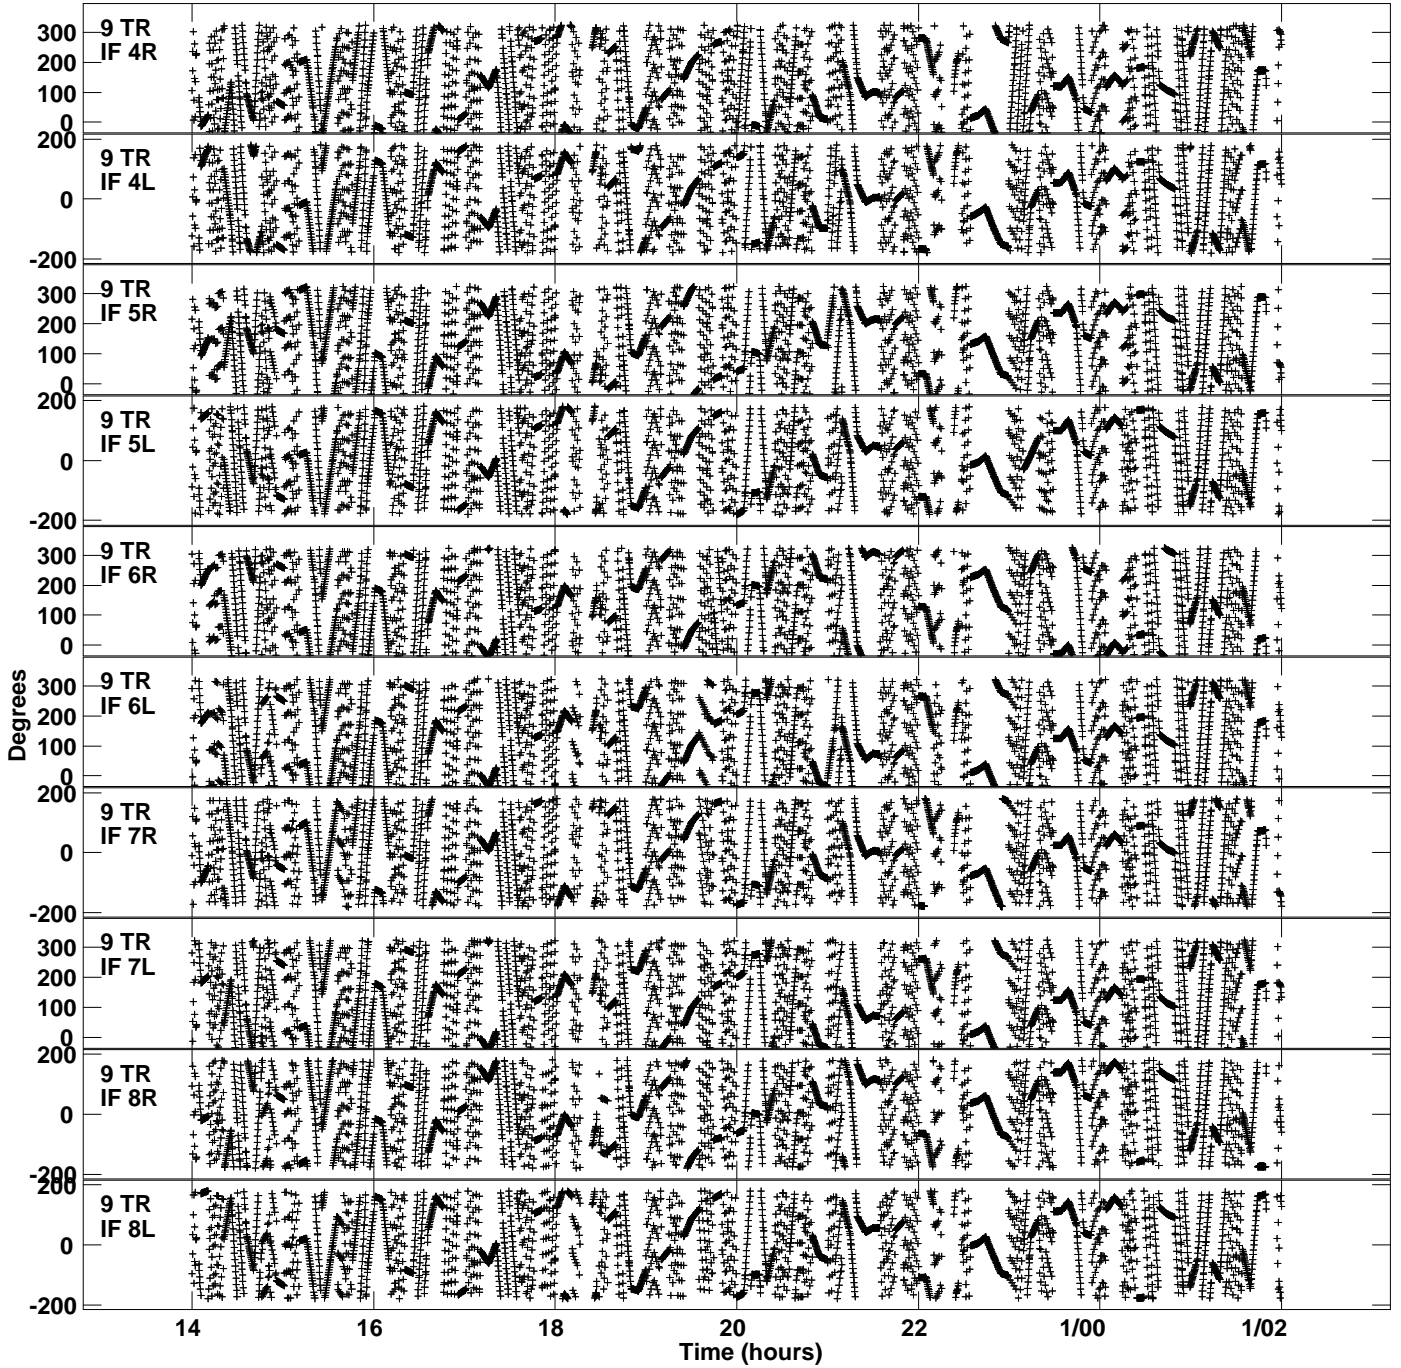 9 TR
IF 4R
300
200
100
0
9 TR
IF 4L
200
0
-200
9 TR
IF 5R
300
200
100
0
9 TR
IF 5L
200
0
-200
9 TR
IF 6R
300
200
100
0
9 TR
IF 6L
300
200
100
0
9 TR
IF 7R
200
0
-200
9 TR
IF 7L
300
200
100
0
9 TR
IF 8R
200
0
-200
9 TR
IF 8L
200
0
-200
Degrees
14 16 18 20 22 1/00 1/02
Time (hours)